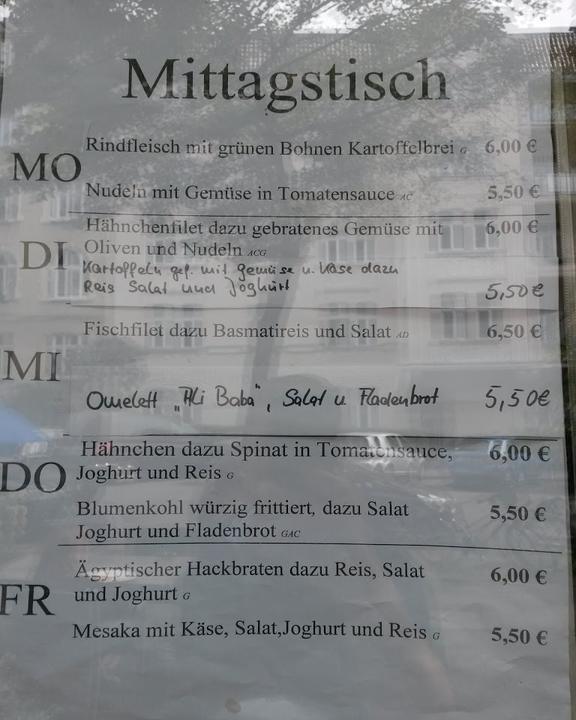 Mittagstisch
MO
Rindfleisch mit grünen Bohnen Kartoffelbrei G 6,00 €
Nudeln mit Gemüse in Tomatensauce AC 5,50 €
DI
Hähnchenfilet dazu gebratenes Gemüse mit 6,00 €
Oliven und Nudeln ACG
Kartoffeln gef. mit gemüse u. Käse dazu
Reis Salat und Joghurt 5,50 €
MI
Fischfilet dazu Basmatireis und Salat AD 6,50 €
Omelett „Ali Baba", Salat u Fladenbrot 5,50€
DO
Hähnchen dazu Spinat in Tomatensauce, 6,00 €
Joghurt und Reis G
Blumenkohl würzig frittiert, dazu Salat 5,50 €
Joghurt und Fladenbrot GAC
FR
Ägyptischer Hackbraten dazu Reis, Salat 6,00 €
und Joghurt G
Mesaka mit Käse, Salat,Joghurt und Reis G 5,50 €